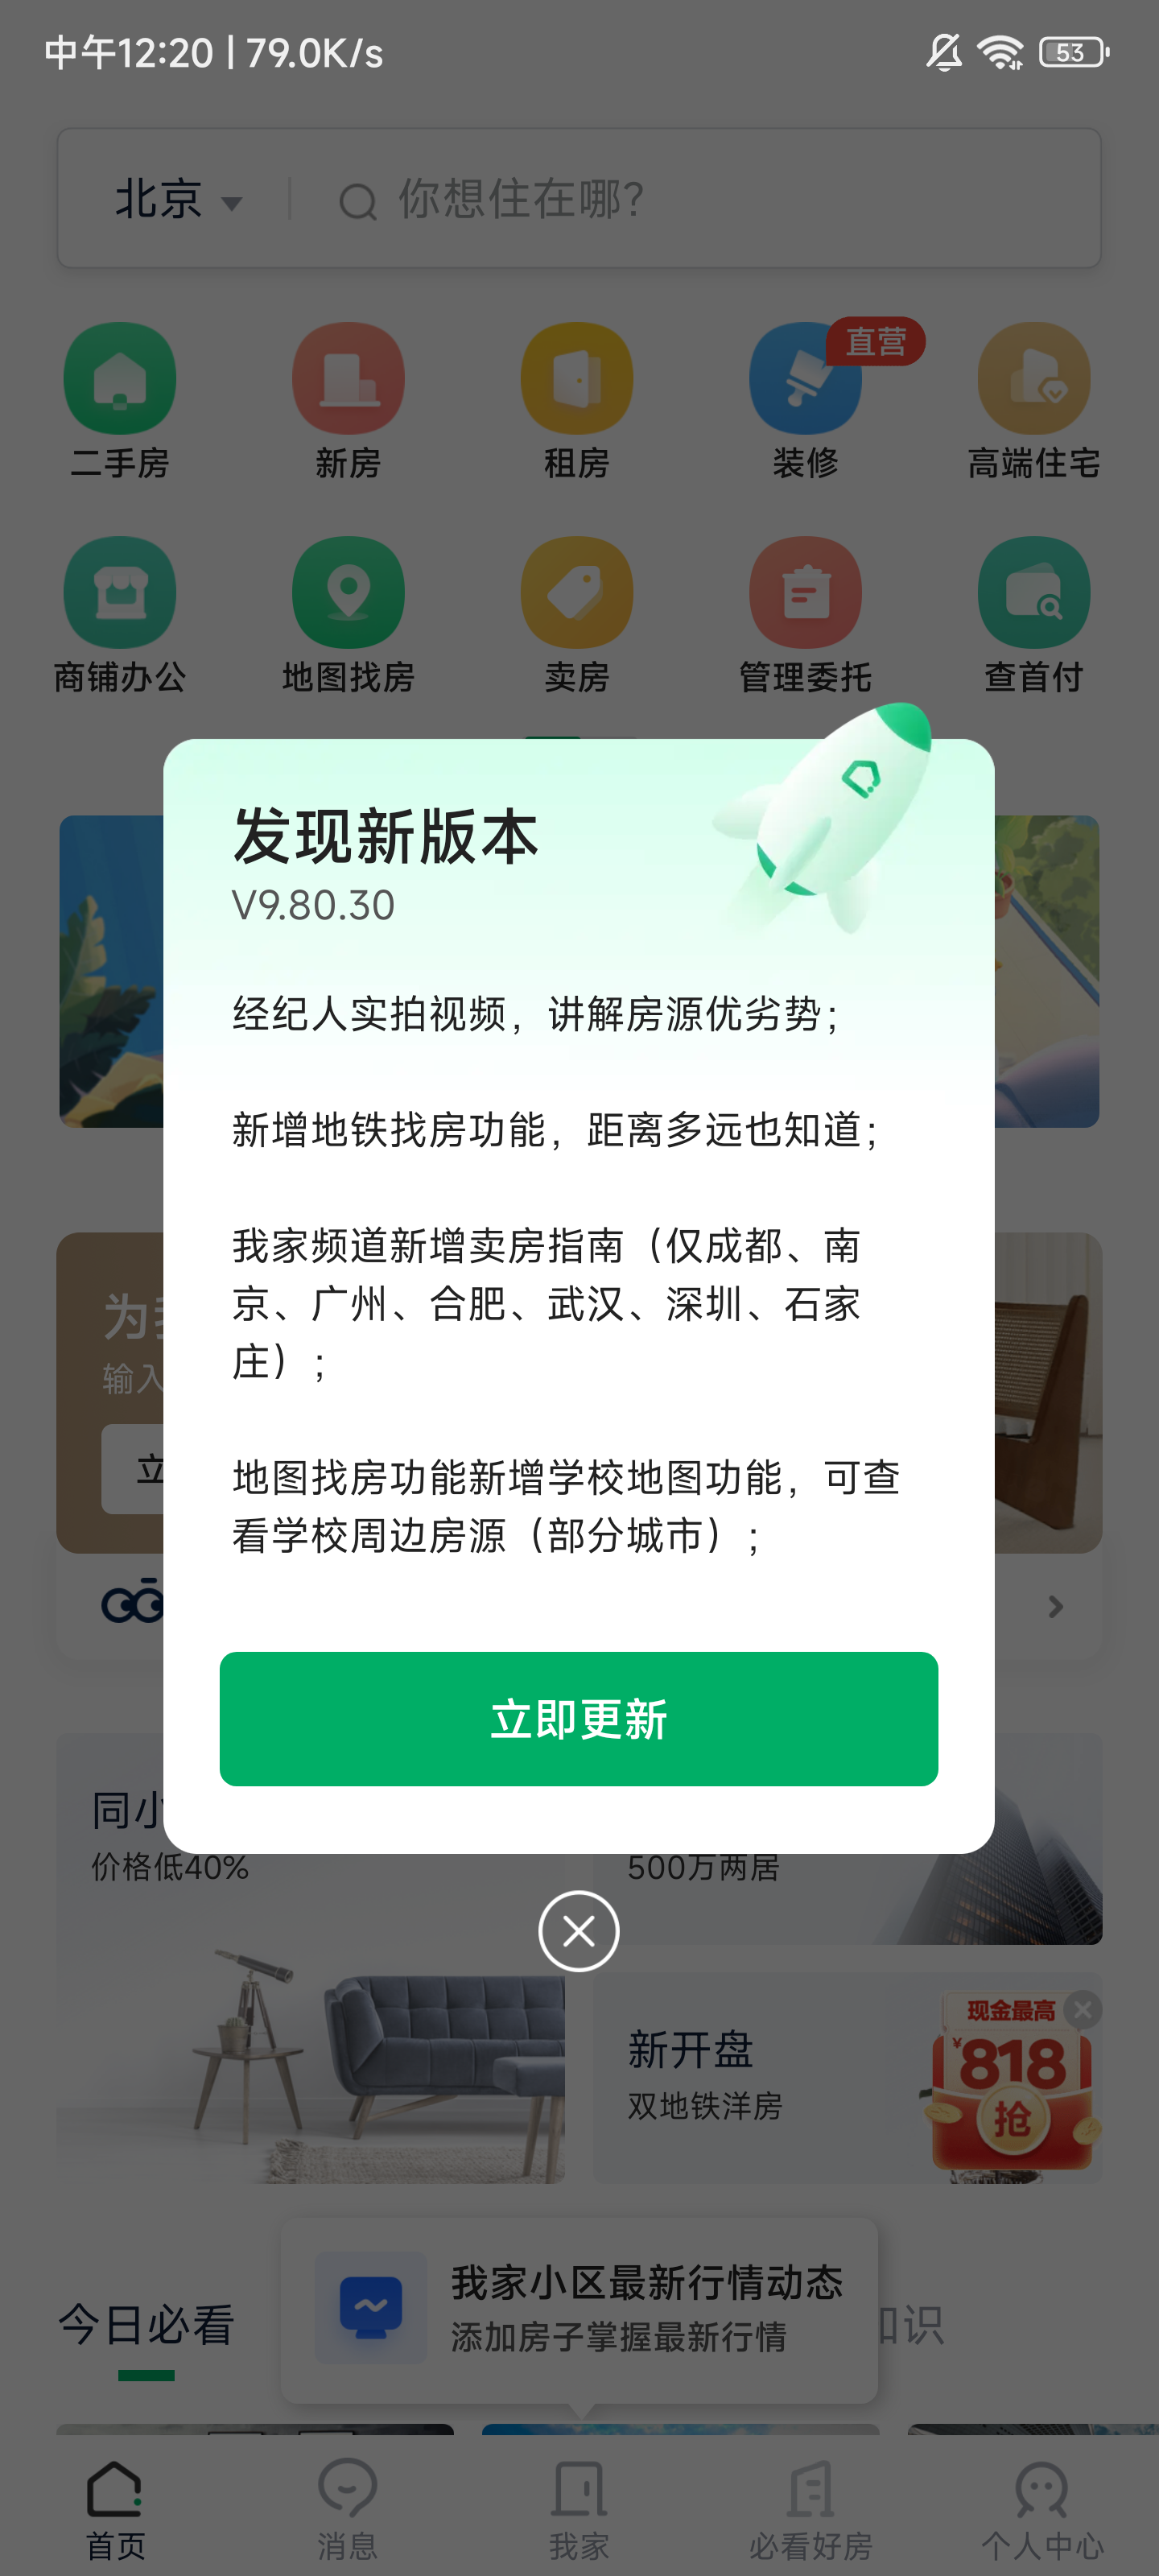 中午12:20 | 79.0K/s
53
北京
你想住在哪?
直营
二手房
新房
租房
装修
高端住宅
商铺办公
地图找房
卖房
管理委托
查首付
发现新版本
V9.80.30
经纪人实拍视频，讲解房源优劣势；
新增地铁找房功能，距离多远也知道；
我家频道新增卖房指南（仅成都、南
京、广州、合肥、武汉、深圳、石家
庄）；
地图找房功能新增学校地图功能，可查
看学校周边房源（部分城市）；
为
输入
立
立即更新
同小
价格低40%
500万两居
新开盘
双地铁洋房
现金最高
¥818
抢
我家小区最新行情动态
添加房子掌握最新行情
今日必看
识
首页
消息
我家
必看好房
个人中心